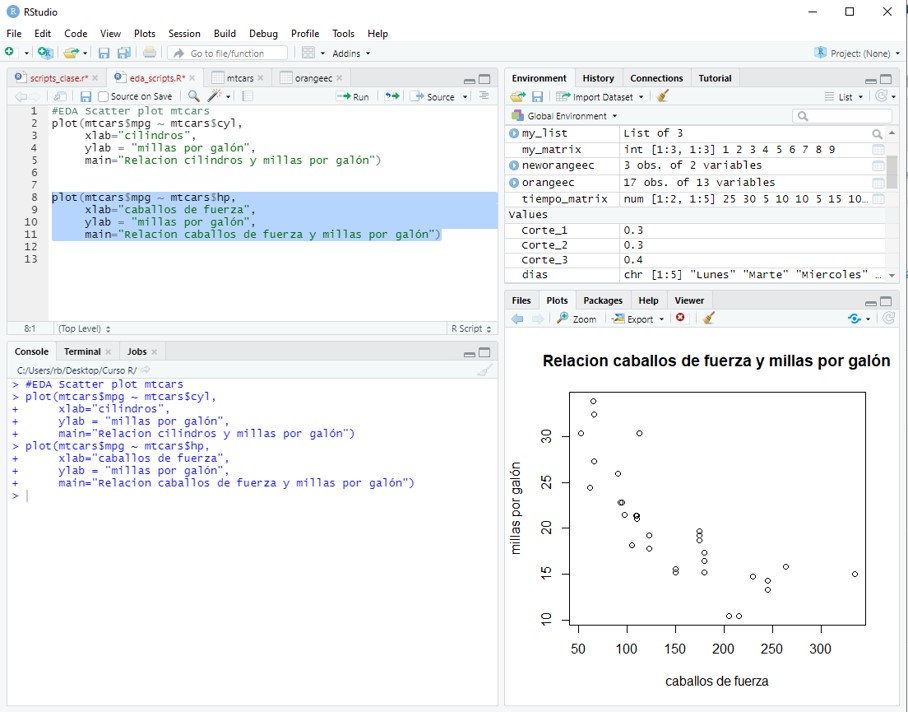 RStudio
File Edit Code View Plots Session Build Debug Profile Tools Help
Go to file/function Addins Project: (None)
scripts_clase.r* eda_scripts.R* mtcars orangeec
Source on Save Run Source
1 #EDA Scatter plot mtcars
2 plot(mtcars$mpg ~ mtcars$cyl,
3 xlab="cilindros",
4 ylab = "millas por galón",
5 main="Relacion cilindros y millas por galón")
6
7
8 plot(mtcars$mpg ~ mtcars$hp,
9 xlab="caballos de fuerza",
10 ylab = "millas por galón",
11 main="Relacion caballos de fuerza y millas por galón")
12
13
8:1 (Top Level) R Script
Console Terminal Jobs
C:/Users/rb/Desktop/Curso R/
> #EDA Scatter plot mtcars
> plot(mtcars$mpg ~ mtcars$cyl,
+ xlab="cilindros",
+ ylab = "millas por galón",
+ main="Relacion cilindros y millas por galón")
> plot(mtcars$mpg ~ mtcars$hp,
+ xlab="caballos de fuerza",
+ ylab = "millas por galón",
+ main="Relacion caballos de fuerza y millas por galón")
>
Environment History Connections Tutorial
Import Dataset List
Global Environment
my_list List of 3
my_matrix int [1:3, 1:3] 1 2 3 4 5 6 7 8 9
neworangeec 3 obs. of 2 variables
orangeec 17 obs. of 13 variables
tiempo_matrix num [1:2, 1:5] 25 30 5 10 10 5 15 10…
Values
Corte_1 0.3
Corte_2 0.3
Corte_3 0.4
dias chr [1:5] "Lunes" "Marte" "Miercoles" …
Files Plots Packages Help Viewer
Zoom Export
Relacion caballos de fuerza y millas por galón
millas por galón
30
25
20
15
10
50 100 150 200 250 300
caballos de fuerza